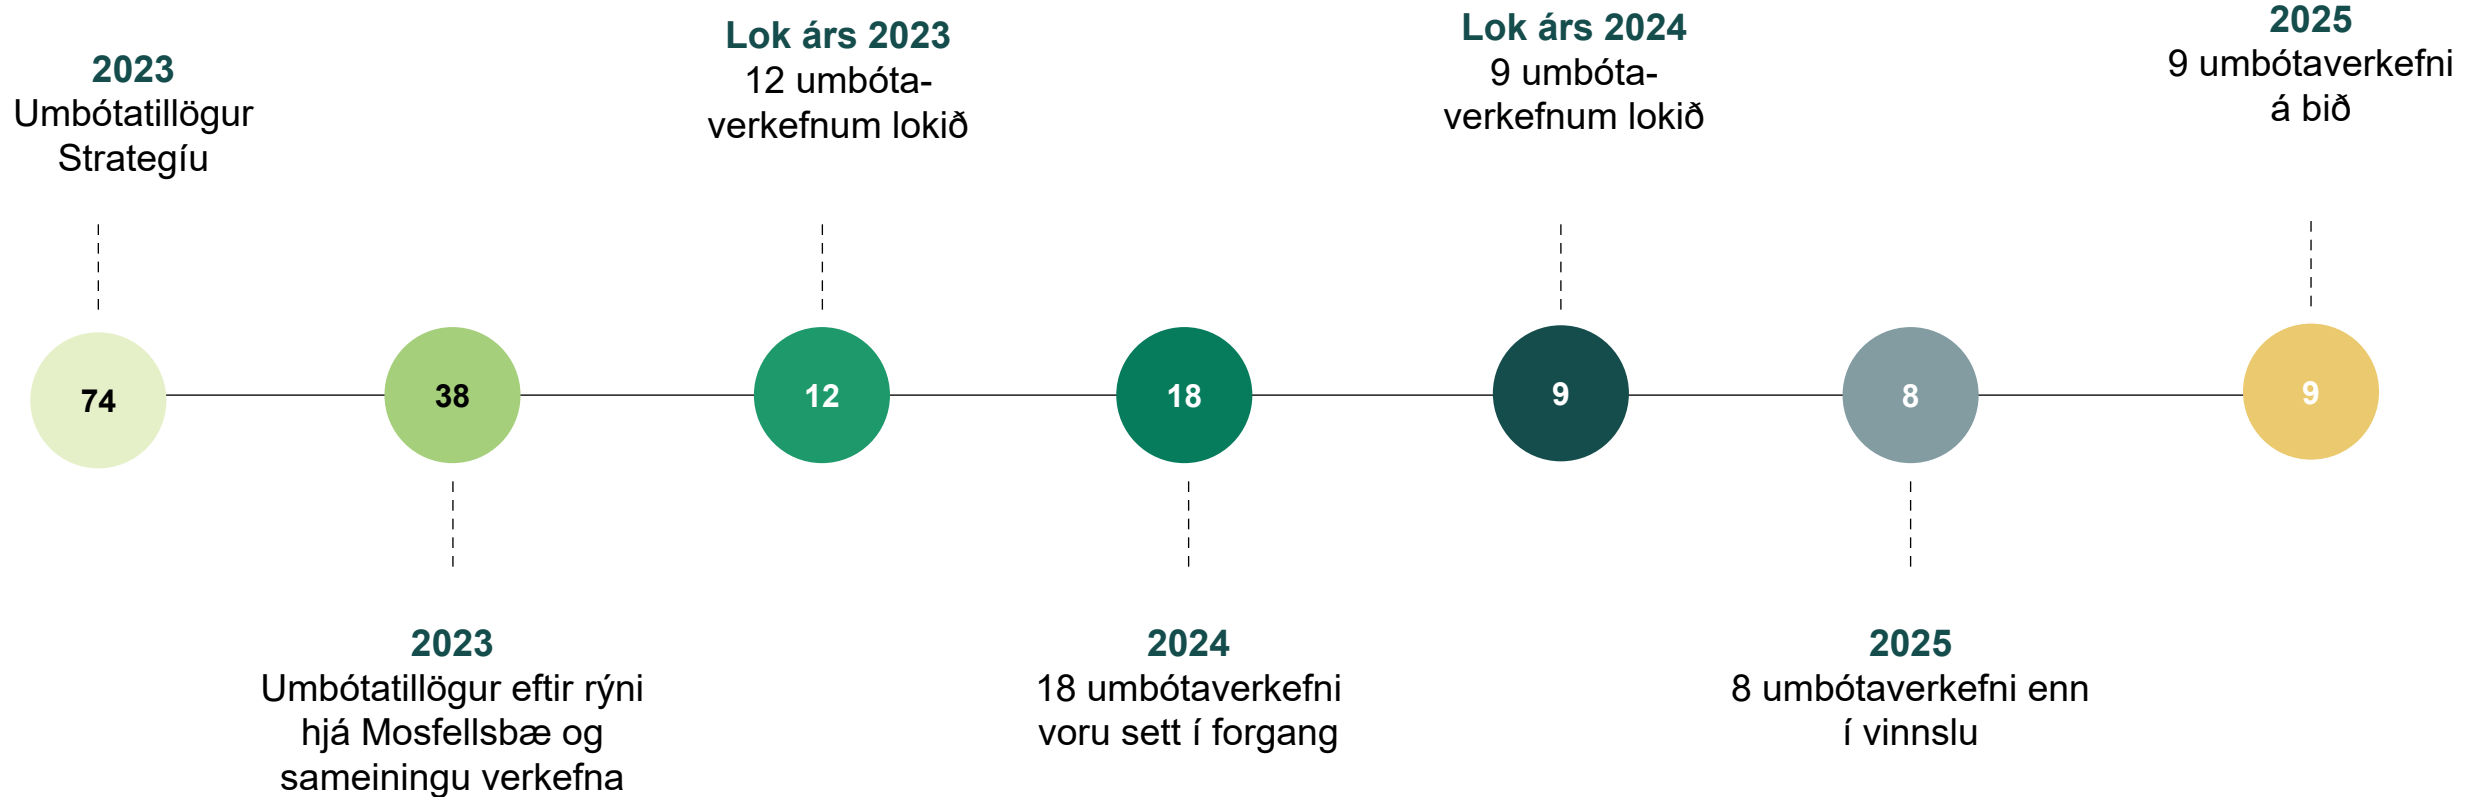 2023
Umbótatillögur
Strategíu
Lok árs 2023
12 umbóta-
verkefnum lokið
Lok árs 2024
9 umbóta-
verkefnum lokið
2025
9 umbótaverkefni
á bið
74
38
12
18
9
8
9
2023
Umbótatillögur eftir rýni
hjá Mosfellsbæ og
sameiningu verkefna
2024
18 umbótaverkefni
voru sett í forgang
2025
8 umbótaverkefni enn
í vinnslu